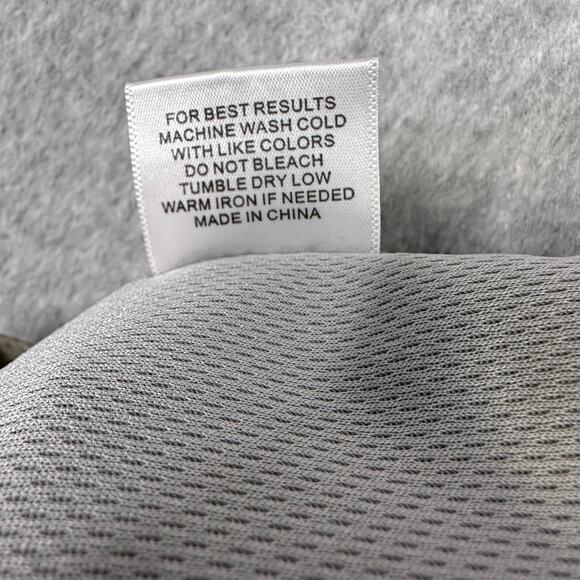 FOR BEST RESULTS
MACHINE WASH COLD
WITH LIKE COLORS
DO NOT BLEACH
TUMBLE DRY LOW
WARM IRON IF NEEDED
MADE IN CHINA